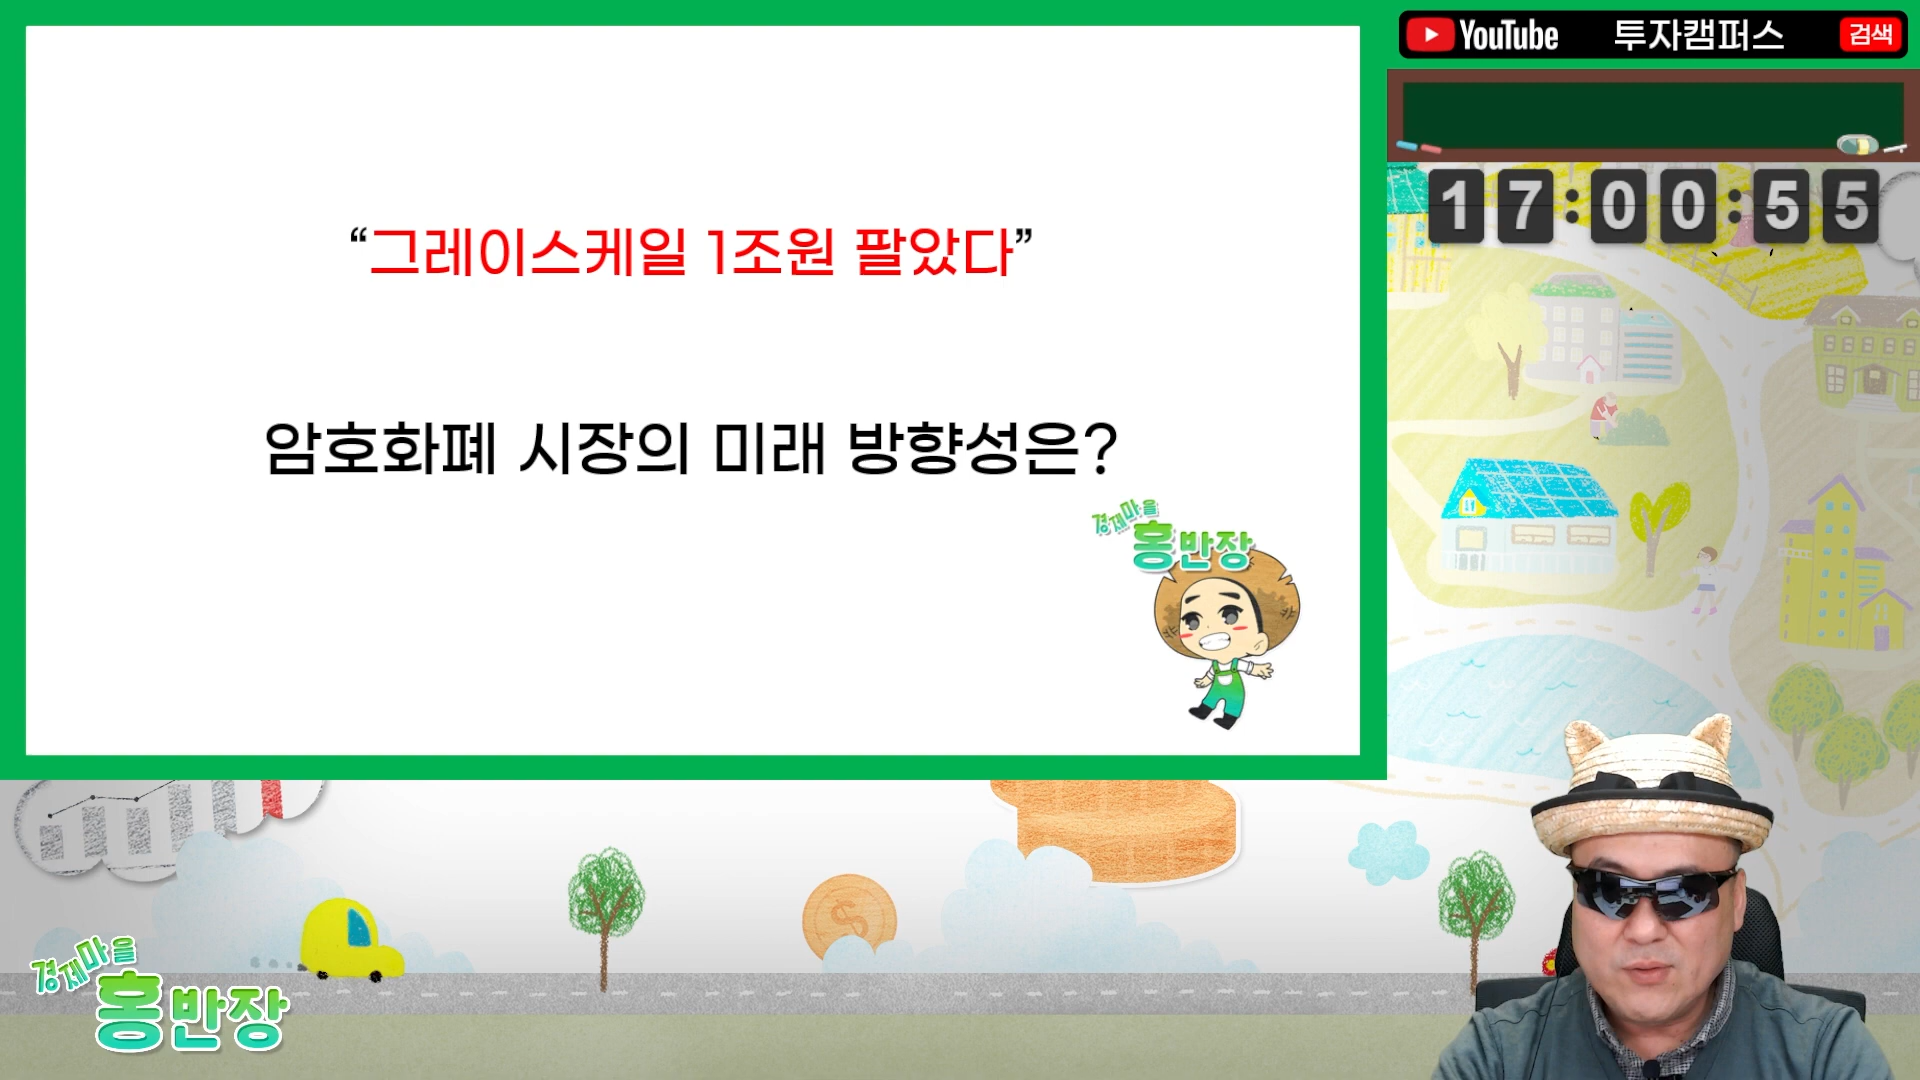 YouTube 투자캠퍼스 검색
17:00:55
“그레이스케일 1조원 팔았다”
암호화폐 시장의 미래 방향성은?
경제마을
홍반장
경제마을
홍반장